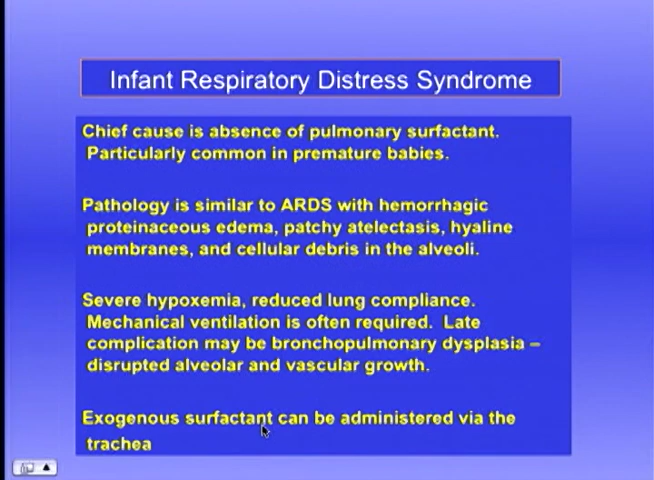 Infant Respiratory Distress Syndrome
Chief cause is absence of pulmonary surfactant.
Particularly common in premature babies.
Pathology is similar to ARDS with hemorrhagic
proteinaceous edema, patchy atelectasis, hyaline
membranes, and cellular debris in the alveoli.
Severe hypoxemia, reduced lung compliance.
Mechanical ventilation is often required. Late
complication may be bronchopulmonary dysplasia –
disrupted alveolar and vascular growth.
Exogenous surfactant can be administered via the
trachea